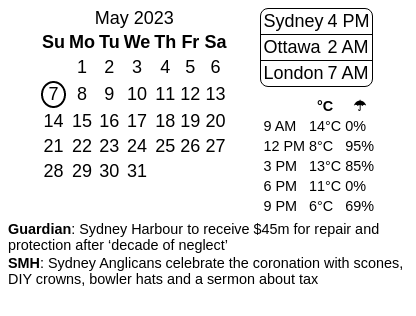 May 2023
Su Mo Tu We Th Fr Sa
1 2 3 4 5 6
7 8 9 10 11 12 13
14 15 16 17 18 19 20
21 22 23 24 25 26 27
28 29 30 31
Sydney 4 PM
Ottawa 2 AM
London 7 AM
°C ☂
9 AM 14°C 0%
12 PM 8°C 95%
3 PM 13°C 85%
6 PM 11°C 0%
9 PM 6°C 69%
Guardian: Sydney Harbour to receive $45m for repair and
protection after ‘decade of neglect’
SMH: Sydney Anglicans celebrate the coronation with scones,
DIY crowns, bowler hats and a sermon about tax